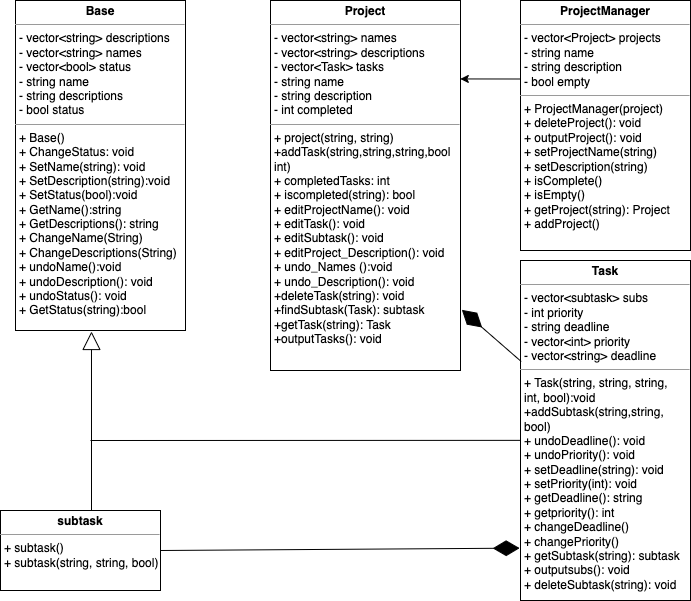 Base
- vector<string> descriptions
- vector<string> names
- vector<bool> status
- string name
- string descriptions
- bool status
+ Base()
+ ChangeStatus: void
+ SetName(string): void
+ SetDescription(string):void
+ SetStatus(bool):void
+ GetName():string
+ GetDescriptions(): string
+ ChangeName(String)
+ ChangeDescriptions(String)
+ undoName():void
+ undoDescription(): void
+ undoStatus(): void
+ GetStatus(string):bool
Project
- vector<string> names
- vector<string> descriptions
- vector<Task> tasks
- string name
- string description
- int completed
+ project(string, string)
+addTask(string,string,string,bool
int)
+ completedTasks: int
+ iscompleted(string): bool
+ editProjectName(): void
+ editTask(): void
+ editSubtask(): void
+ editProject_Description(): void
+ undo_Names ():void
+ undo_Description(): void
+deleteTask(string): void
+findSubtask(Task): subtask
+getTask(string): Task
+outputTasks(): void
ProjectManager
- vector<Project> projects
- string name
- string description
- bool empty
+ ProjectManager(project)
+ deleteProject(): void
+ outputProject(): void
+ setProjectName(string)
+ setDescription(string)
+ isComplete()
+ isEmpty()
+ getProject(string): Project
+ addProject()
Task
- vector<subtask> subs
- int priority
- string deadline
- vector<int> priority
- vector<string> deadline
+ Task(string, string, string,
int, bool):void
+addSubtask(string,string,
bool)
+ undoDeadline(): void
+ undoPriority(): void
+ setDeadline(string): void
+ setPriority(int): void
+ getDeadline(): string
+ getpriority(): int
+ changeDeadline()
+ changePriority()
+ getSubtask(string): subtask
+ outputsubs(): void
+ deleteSubtask(string): void
subtask
+ subtask()
+ subtask(string, string, bool)